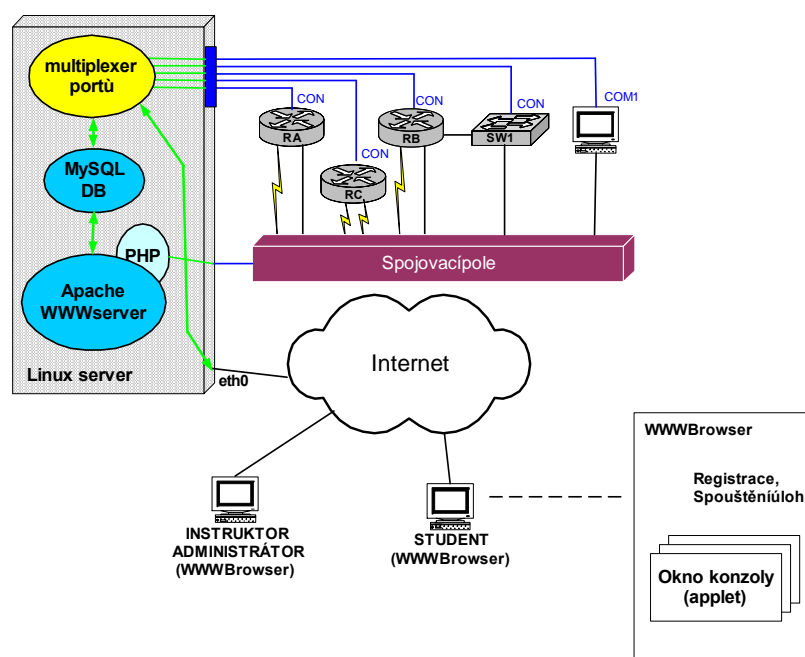 multiplexer
portù
MySQL
DB
PHP
Apache
WWWserver
Linux server
eth0
CON
CON
CON
CON
COM1
RA
RB
SW1
RC
Spojovacípole
Internet
INSTRUKTOR
ADMINISTRÁTOR
(WWWBrowser)
STUDENT
(WWWBrowser)
WWWBrowser
Registrace,
Spouštěníúloh
Okno konzoly
(applet)